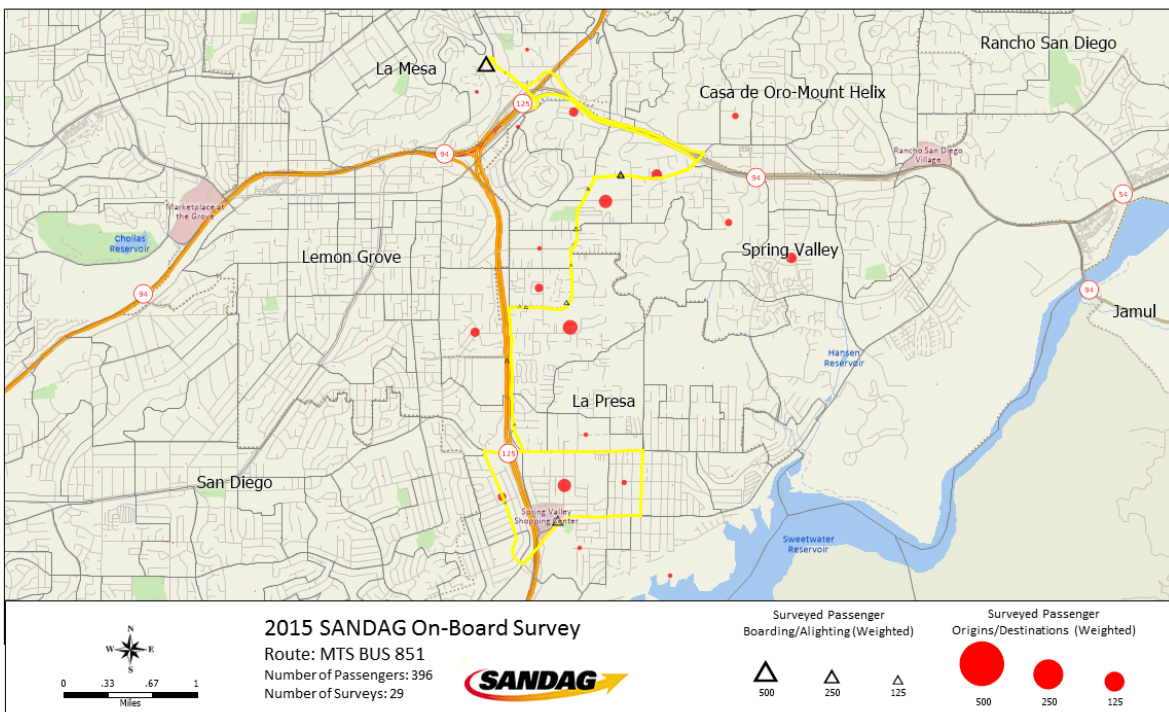 Rancho San Diego
La Mesa
Casa de Oro-Mount Helix
125
94
Rancho San Diego
Village
94
54
Marketplace at
the Grove
Chollas
Reservoir
Lemon Grove
Spring Valley
94
94
Jamul
Hansen
Reservoir
La Presa
125
San Diego
Spring Valley
Shopping Center
Sweetwater
Reservoir
N
W E
S
0 .33 .67 1
Miles
2015 SANDAG On-Board Survey
Route: MTS BUS 851
Number of Passengers: 396
Number of Surveys: 29
SANDAG
Surveyed Passenger
Boarding/Alighting (Weighted)
500 250 125
Surveyed Passenger
Origins/Destinations (Weighted)
500 250 125